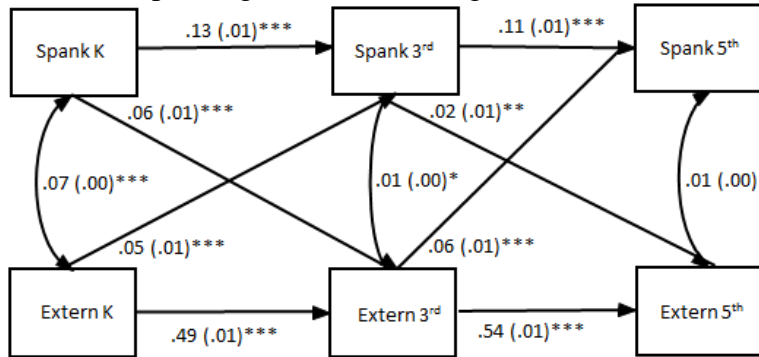 .13 (.01)***
.11 (.01)***
Spank K
Spank 3rd
Spank 5th
.06 (.01)***
.02 (.01)**
.07 (.00)***
.01 (.00)*
.01 (.00)
.05 (.01)***
.06 (.01)***
Extern K
Extern 3rd
Extern 5th
.49 (.01)***
.54 (.01)***